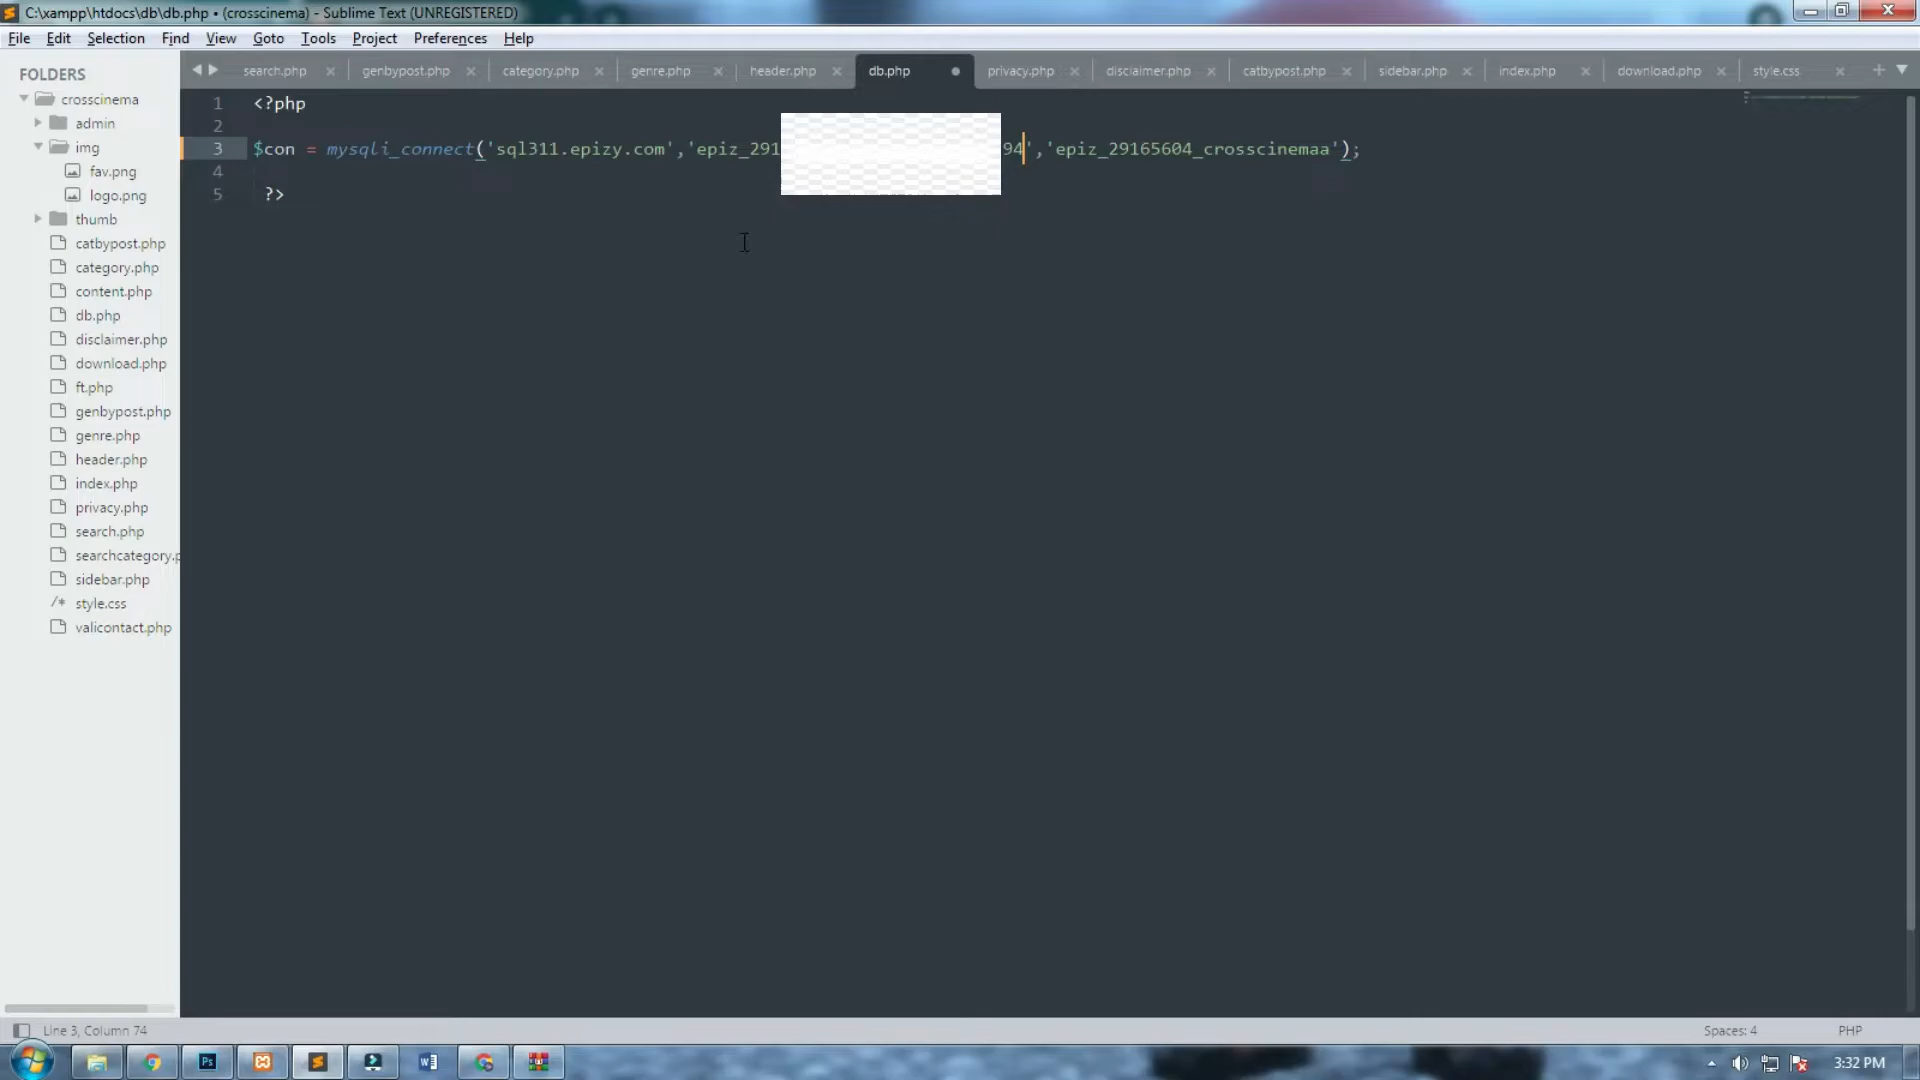 C:\xampp\htdocs\db\db.php • (crosscinema) - Sublime Text (UNREGISTERED)
File Edit Selection Find View Goto Tools Project Preferences Help
FOLDERS
crosscinema
admin
img
fav.png
logo.png
thumb
catbypost.php
category.php
content.php
db.php
disclaimer.php
download.php
ft.php
genbypost.php
genre.php
header.php
index.php
privacy.php
search.php
searchcategory.p
sidebar.php
/* style.css
valicontact.php
search.php genbypost.php category.php genre.php header.php db.php privacy.php disclaimer.php catbypost.php sidebar.php index.php download.php style.css
1 <?php
2
3 $con = mysqli_connect('sql311.epizy.com','epiz_291 94','epiz_29165604_crosscinemaa');
4
5 ?>
Line 3, Column 74 Spaces: 4 PHP
Ps
3:32 PM